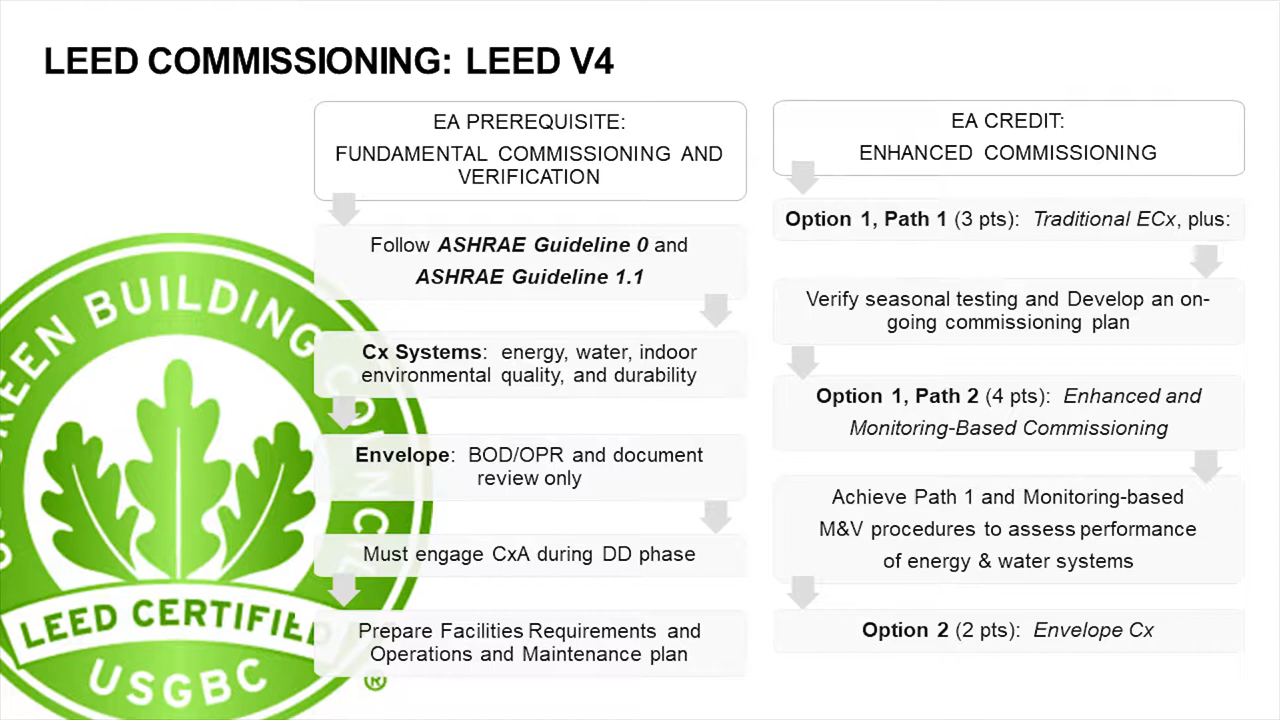 LEED COMMISSIONING: LEED V4
EA PREREQUISITE:
FUNDAMENTAL COMMISSIONING AND
VERIFICATION
Follow ASHRAE Guideline 0 and
ASHRAE Guideline 1.1
Cx Systems: energy, water, indoor
environmental quality, and durability
Envelope: BOD/OPR and document
review only
Must engage CxA during DD phase
Prepare Facilities Requirements and
Operations and Maintenance plan
EA CREDIT:
ENHANCED COMMISSIONING
Option 1, Path 1 (3 pts): Traditional ECx, plus:
Verify seasonal testing and Develop an on-
going commissioning plan
Option 1, Path 2 (4 pts): Enhanced and
Monitoring-Based Commissioning
Achieve Path 1 and Monitoring-based
M&V procedures to assess performance
of energy & water systems
Option 2 (2 pts): Envelope Cx
GREEN BUILDING COUNCIL
LEED CERTIFIED
USGBC
®